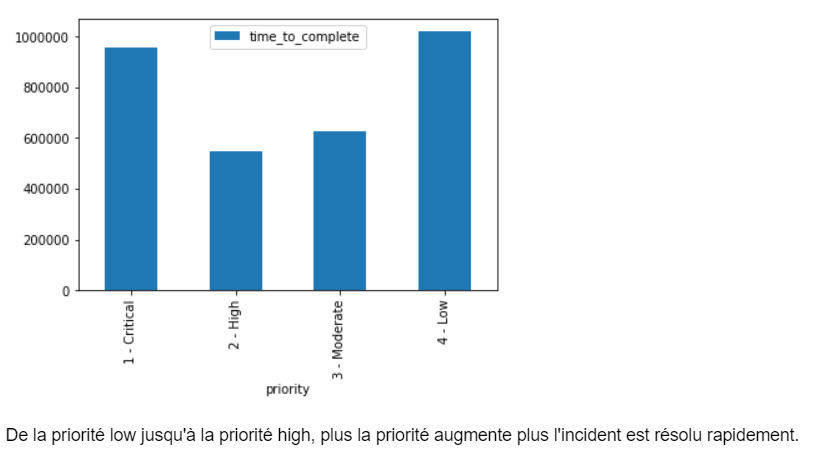 time_to_complete
1000000
800000
600000
400000
200000
0
1 - Critical
2 - High
3 - Moderate
4 - Low
priority
De la priorité low jusqu'à la priorité high, plus la priorité augmente plus l'incident est résolu rapidement.